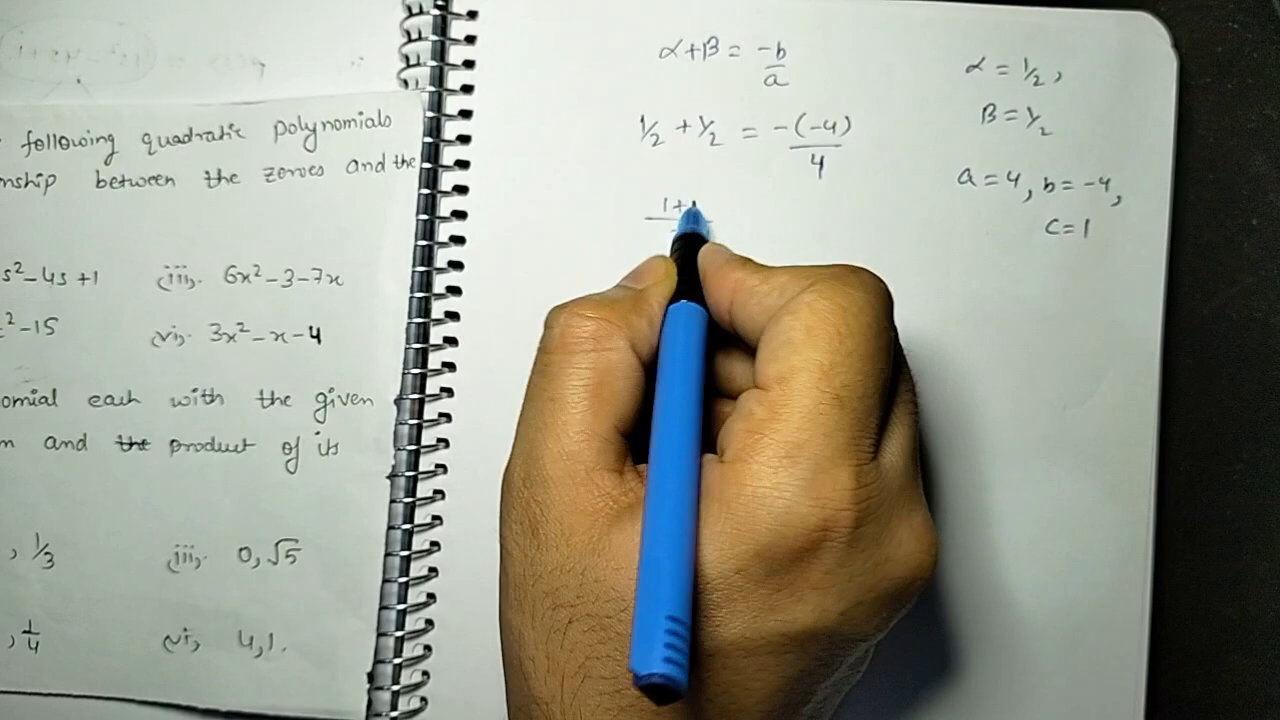 following quadratic polynomials
nship between the zeroes and the
s²-4s+1 (iii). 6x²-3-7x
²-15 (vi). 3x²-x-4
omial each with the given
n and the product of its
, 1/3 (iii). 0, √5
, 1/4 (vi), 4,1.
α+β = -b/a
1/2 + 1/2 = -(-4)/4
1+
α = 1/2,
β = 1/2
a=4, b=-4,
c=1